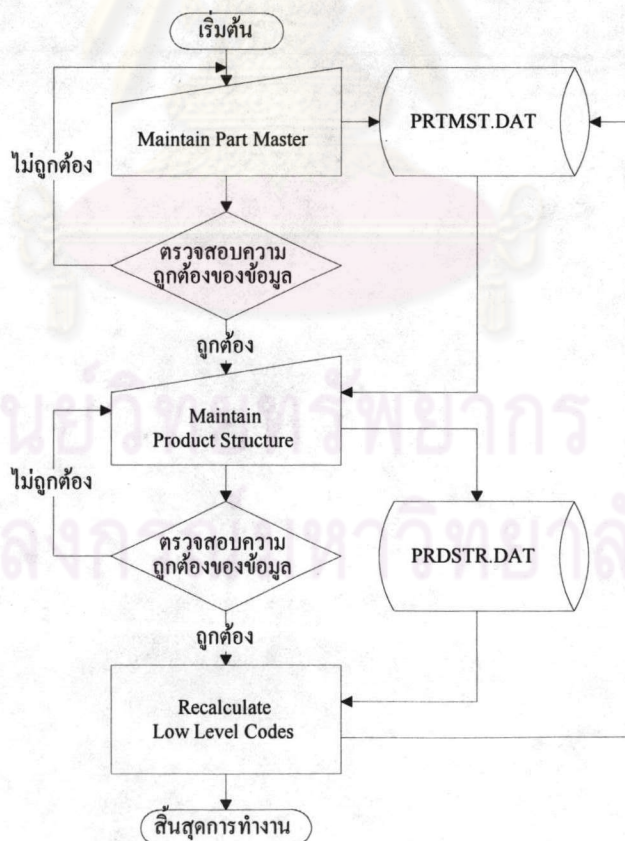 เริ่มต้น
Maintain Part Master
PRTMST.DAT
ไม่ถูกต้อง
ตรวจสอบความ
ถูกต้องของข้อมูล
ถูกต้อง
Maintain
Product Structure
ไม่ถูกต้อง
ตรวจสอบความ
ถูกต้องของข้อมูล
PRDSTR.DAT
ถูกต้อง
Recalculate
Low Level Codes
สิ้นสุดการทำงาน